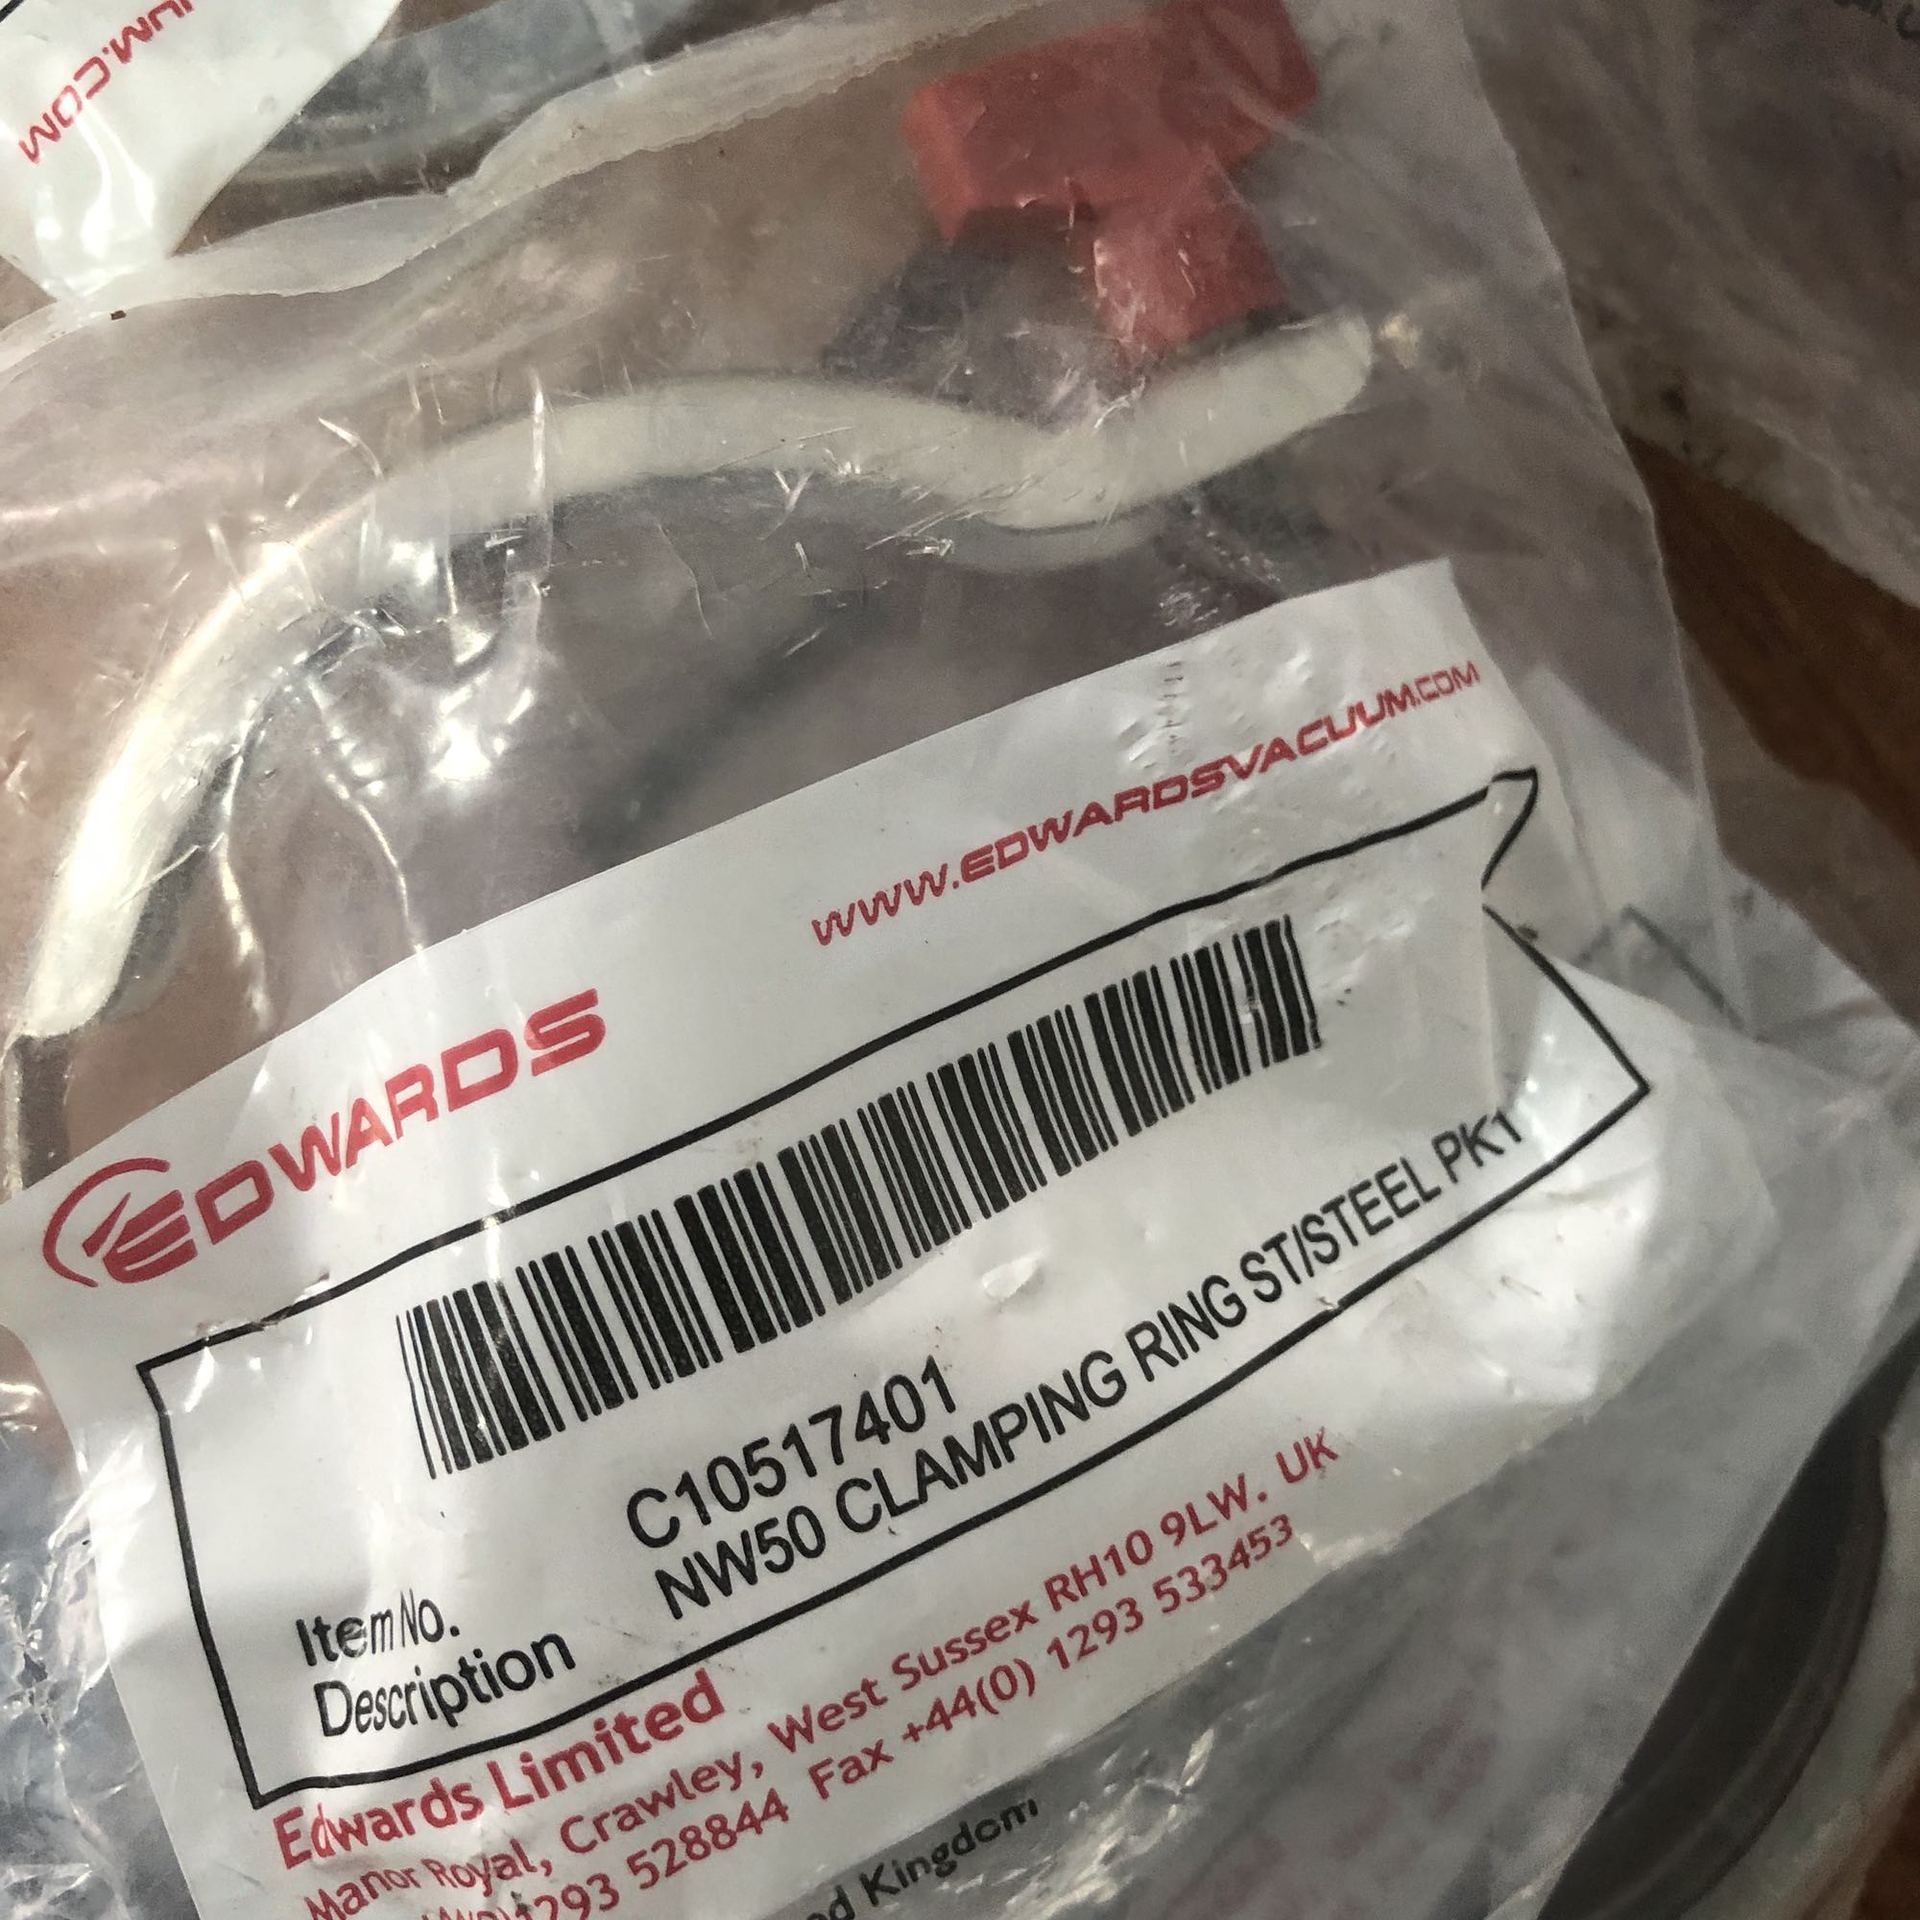 UM.COM
WWW.EDWARDSVACUUM.COM
EDWARDS
Item No. C10517401
Description NW50 CLAMPING RING ST/STEEL PK1
Edwards Limited
Manor Royal, Crawley, West Sussex RH10 9LW. UK
1293 528844 Fax +44(0) 1293 533453
Kingdom